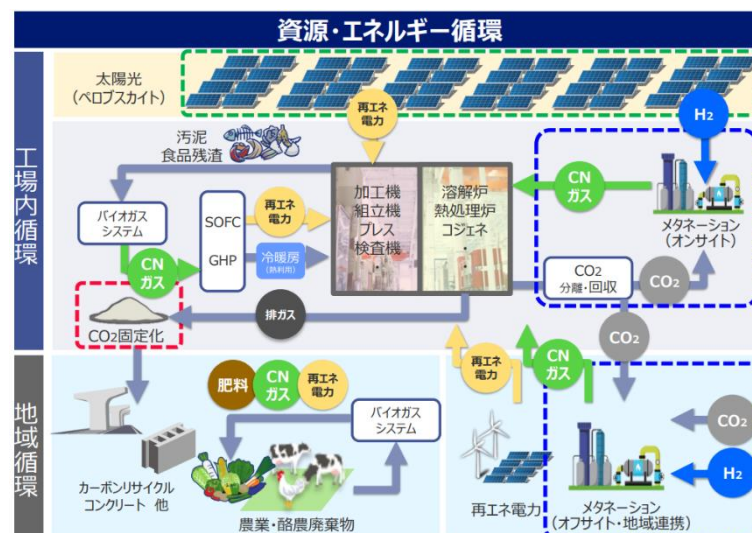 資源・エネルギー循環
太陽光
（ペロブスカイト）
再エネ
電力
H₂
工場内循環
汚泥
食品残渣
バイオガス
システム
CN
ガス
SOFC
GHP
再エネ
電力
冷暖房
（熱利用）
加工機
組立機
プレス
検査機
溶解炉
熱処理炉
コジェネ
CN
ガス
メタネーション
（オンサイト）
CO₂
分離・回収
CO₂
排ガス
CO₂固定化
CO₂
地域循環
肥料
CN
ガス
再エネ
電力
バイオガス
システム
カーボンリサイクル
コンクリート 他
農業・酪農廃棄物
再エネ
電力
CN
ガス
再エネ電力
CO₂
H₂
メタネーション
（オフサイト・地域連携）